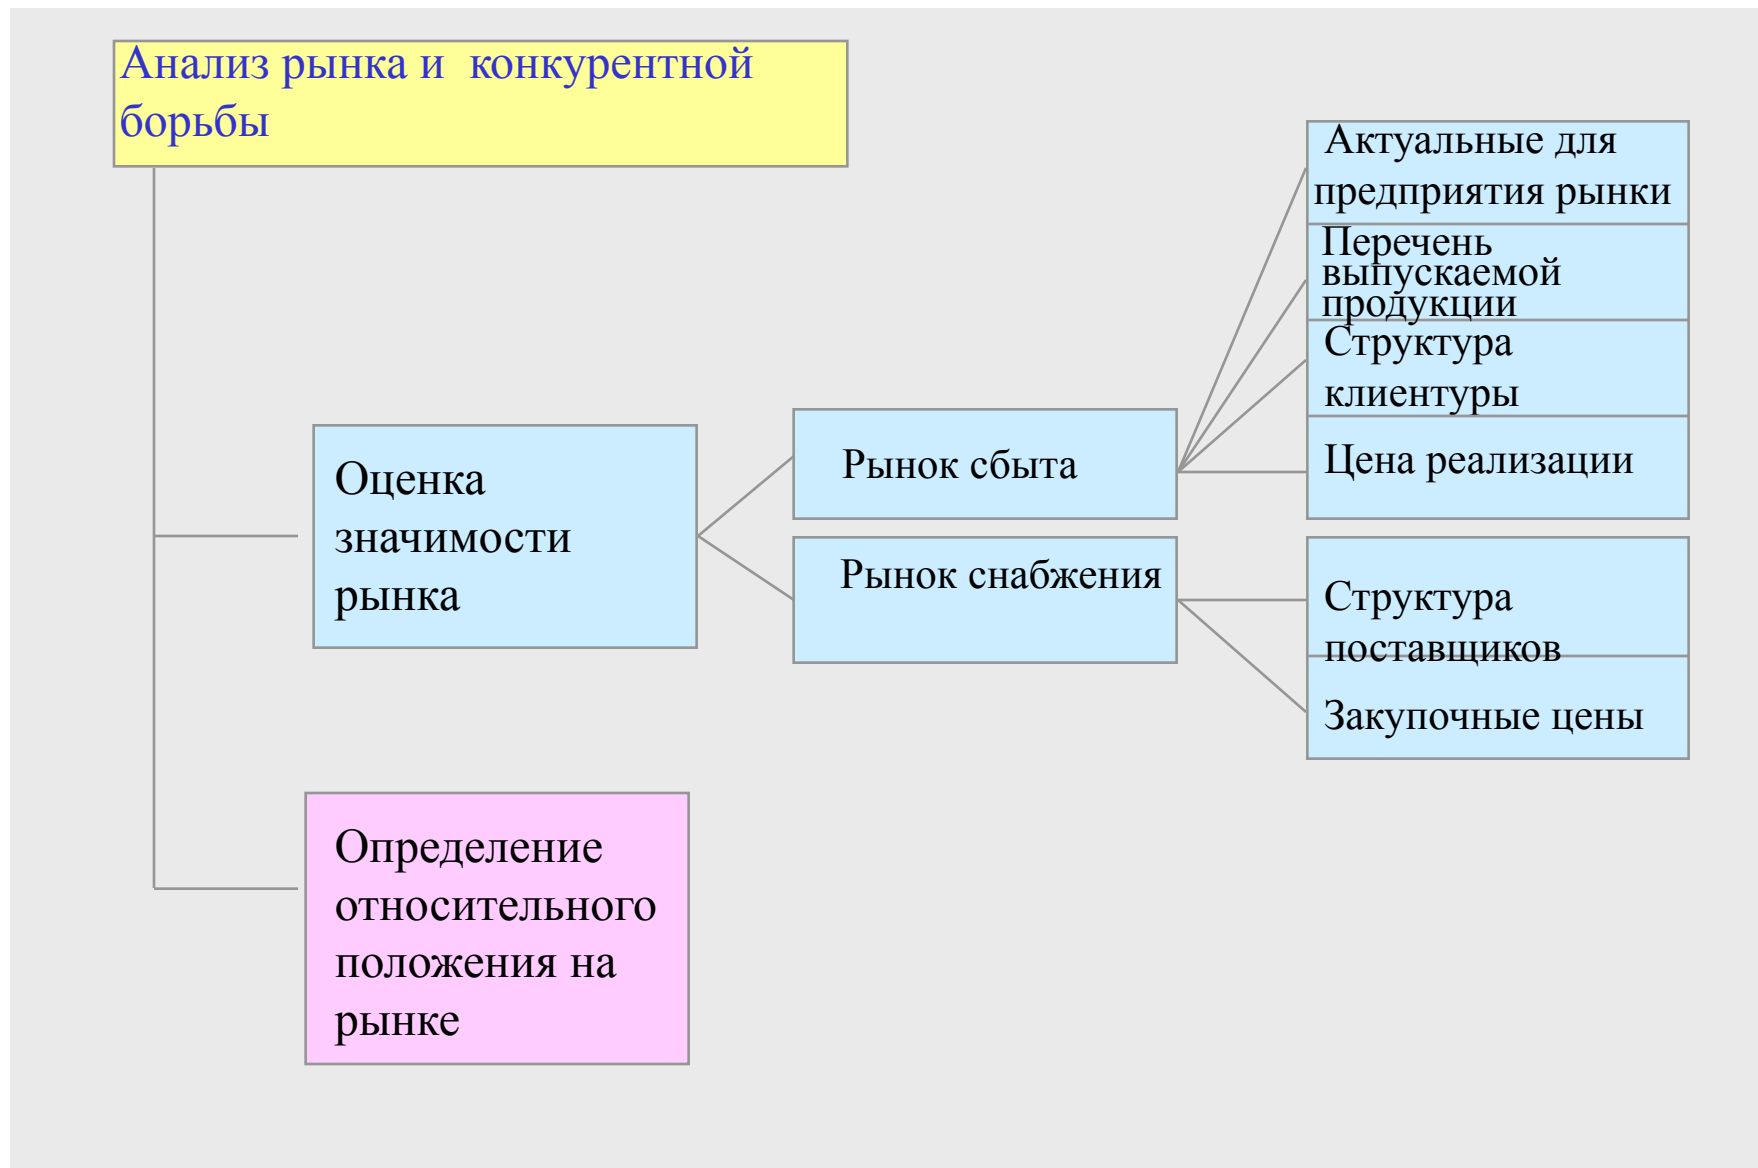 Анализ рынка и  конкурентной
борьбы
Актуальные для
предприятия рынки
Перечень
выпускаемой
продукции
Структура
клиентуры
Цена реализации
Рынок сбыта
Оценка
значимости
рынка
Рынок снабжения
Структура
поставщиков
Закупочные цены
Определение
относительного
положения на
рынке